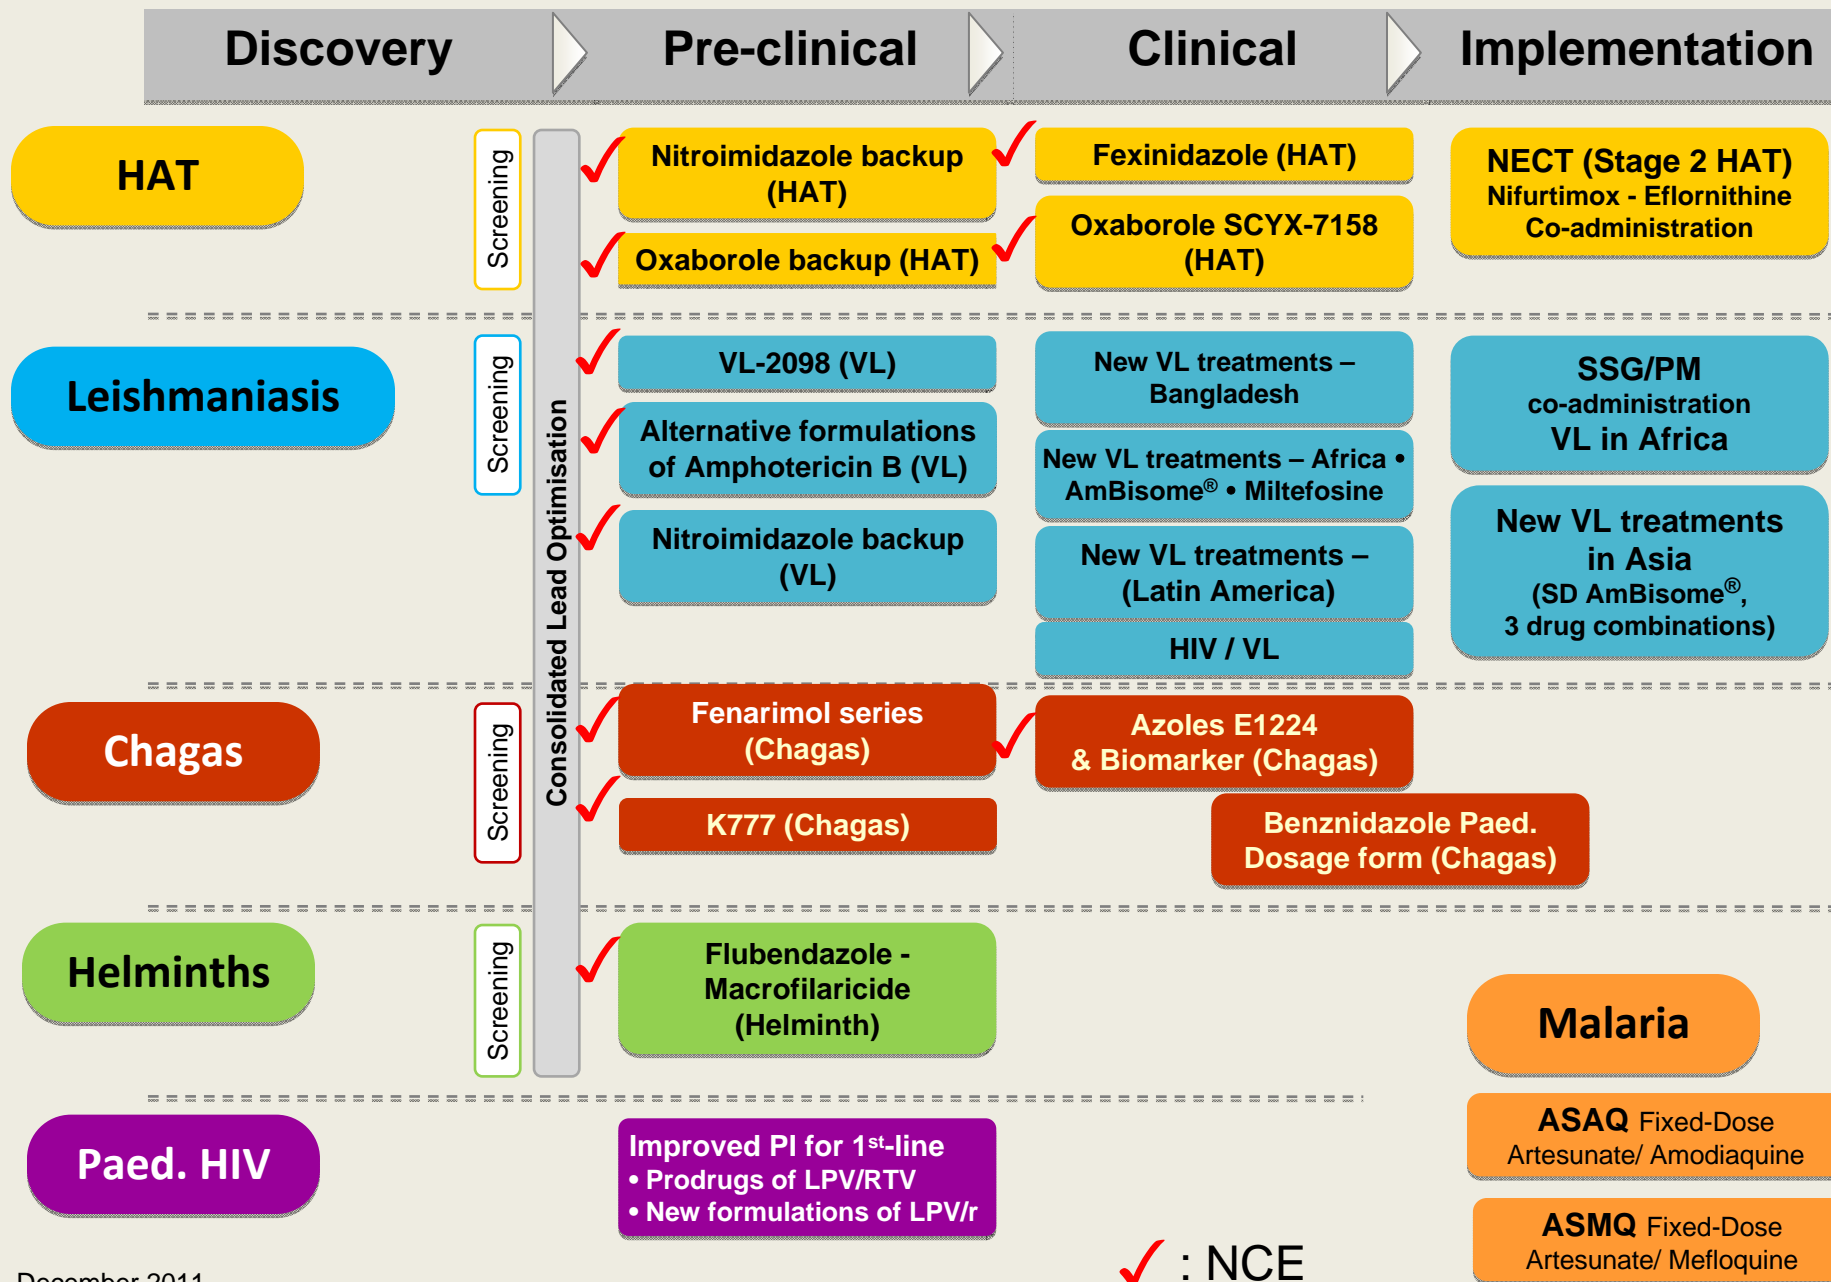 Discovery
Pre-clinical
Clinical
Implementation
HAT
Screening
Nitroimidazole backup
(HAT)
Oxaborole backup (HAT)
Fexinidazole (HAT)
Oxaborole SCYX-7158
(HAT)
NECT (Stage 2 HAT)
Nifurtimox - Eflornithine
Co-administration
Consolidated Lead Optimisation
Leishmaniasis
Screening
VL-2098 (VL)
Alternative formulations
of Amphotericin B (VL)
Nitroimidazole backup
(VL)
New VL treatments –
Bangladesh
New VL treatments – Africa •
AmBisome® • Miltefosine
New VL treatments –
(Latin America)
HIV / VL
SSG/PM
co-administration
VL in Africa
New VL treatments
in Asia
(SD AmBisome®,
3 drug combinations)
Chagas
Screening
Fenarimol series
(Chagas)
K777 (Chagas)
Azoles E1224
& Biomarker (Chagas)
Benznidazole Paed.
Dosage form (Chagas)
Helminths
Screening
Flubendazole -
Macrofilaricide
(Helminth)
Malaria
ASAQ Fixed-Dose
Artesunate/ Amodiaquine
ASMQ Fixed-Dose
Artesunate/ Mefloquine
Paed. HIV
Improved PI for 1st-line
• Prodrugs of LPV/RTV
• New formulations of LPV/r
✓ : NCE
December 2011